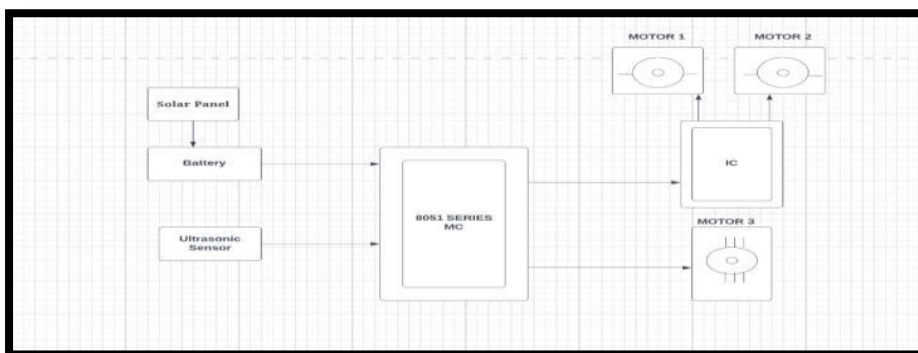 MOTOR 1
MOTOR 2
Solar Panel
Battery
IC
8051 SERIES
MC
Ultrasonic
Sensor
MOTOR 3